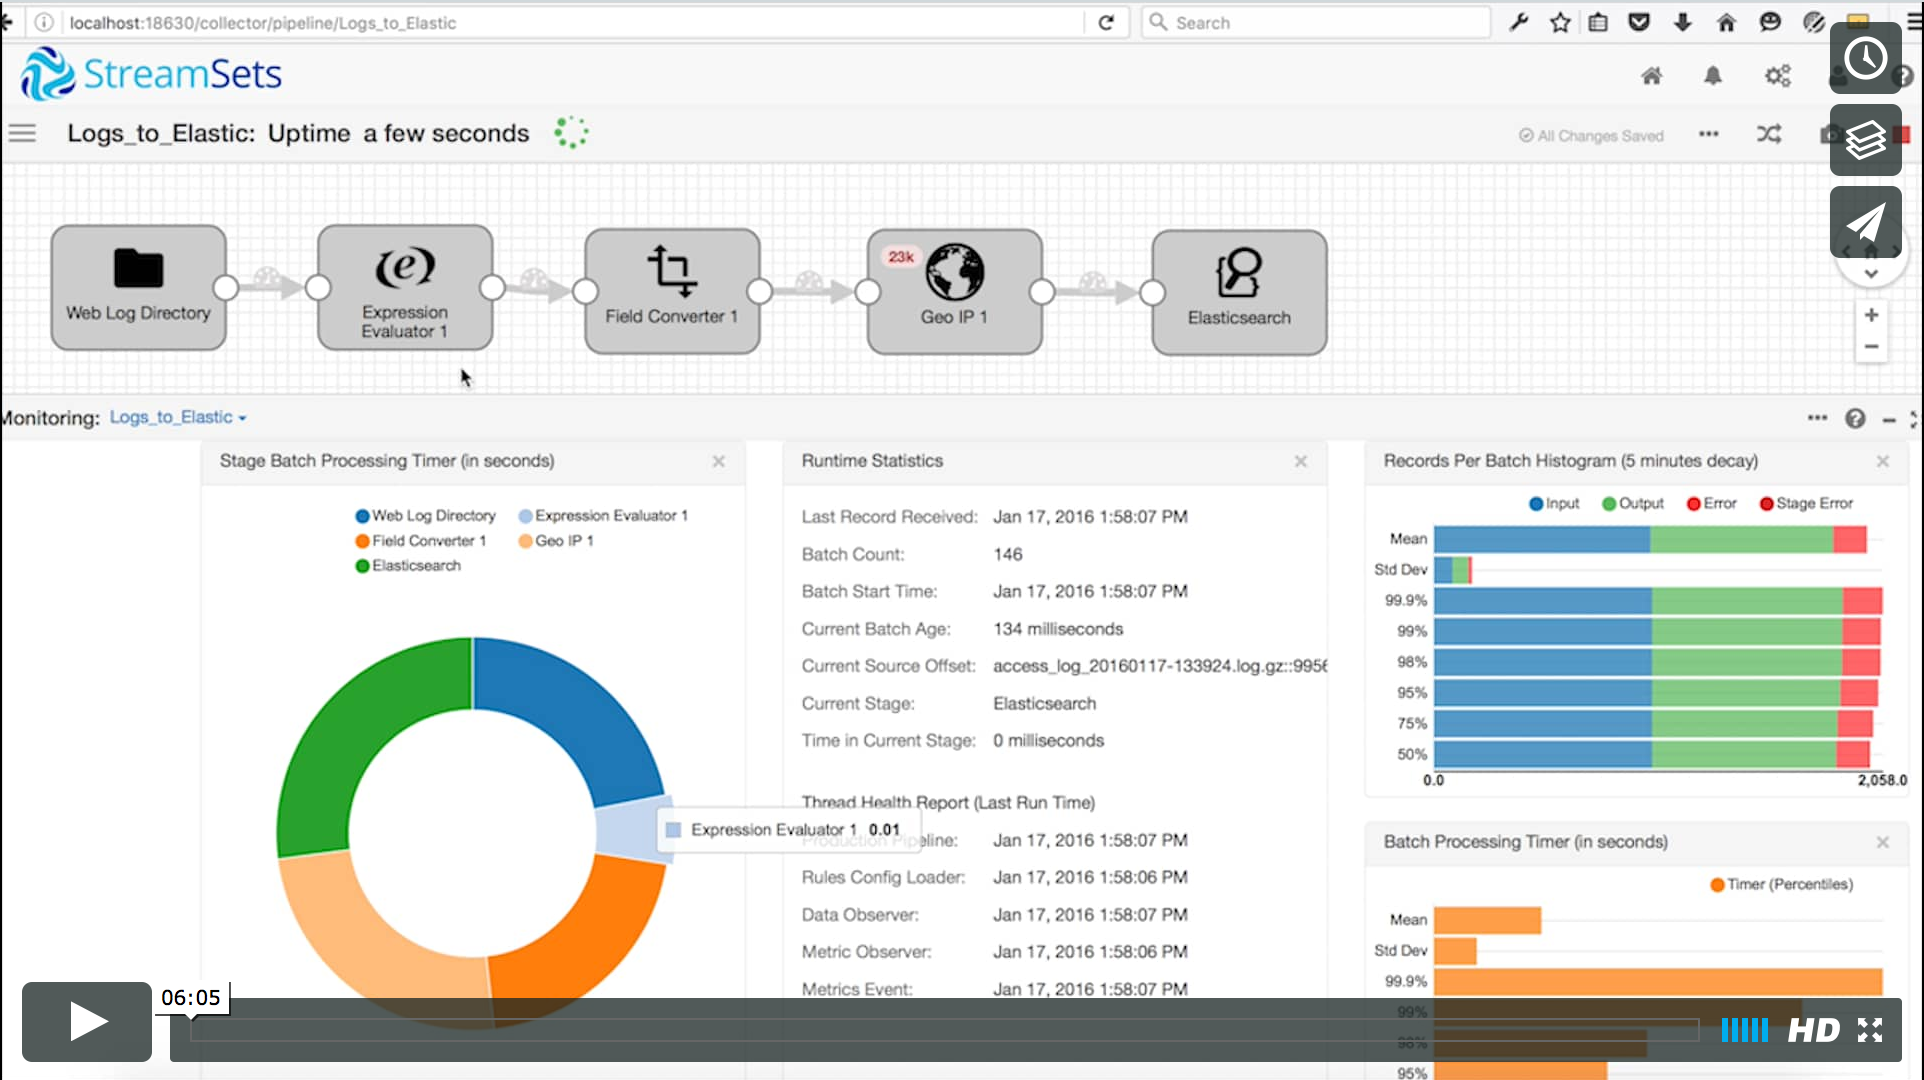 localhost:18630/collector/pipeline/Logs_to_Elastic
Search
StreamSets
Logs_to_Elastic: Uptime a few seconds
All Changes Saved
Web Log Directory
Expression
Evaluator 1
Field Converter 1
23k
Geo IP 1
Elasticsearch
Monitoring: Logs_to_Elastic
Stage Batch Processing Timer (in seconds)
Web Log Directory
Expression Evaluator 1
Field Converter 1
Geo IP 1
Elasticsearch
Expression Evaluator 1 0.01
Runtime Statistics
Last Record Received: Jan 17, 2016 1:58:07 PM
Batch Count: 146
Batch Start Time: Jan 17, 2016 1:58:07 PM
Current Batch Age: 134 milliseconds
Current Source Offset: access_log_20160117-133924.log.gz::9956
Current Stage: Elasticsearch
Time in Current Stage: 0 milliseconds
Thread Health Report (Last Run Time)
Production Pipeline: Jan 17, 2016 1:58:07 PM
Rules Config Loader: Jan 17, 2016 1:58:06 PM
Data Observer: Jan 17, 2016 1:58:07 PM
Metric Observer: Jan 17, 2016 1:58:06 PM
Metrics Event: Jan 17, 2016 1:58:07 PM
Records Per Batch Histogram (5 minutes decay)
Input
Output
Error
Stage Error
Mean
Std Dev
99.9%
99%
98%
95%
75%
50%
0.0
2,058.0
Batch Processing Timer (in seconds)
Timer (Percentiles)
Mean
Std Dev
99.9%
99%
98%
95%
06:05
HD